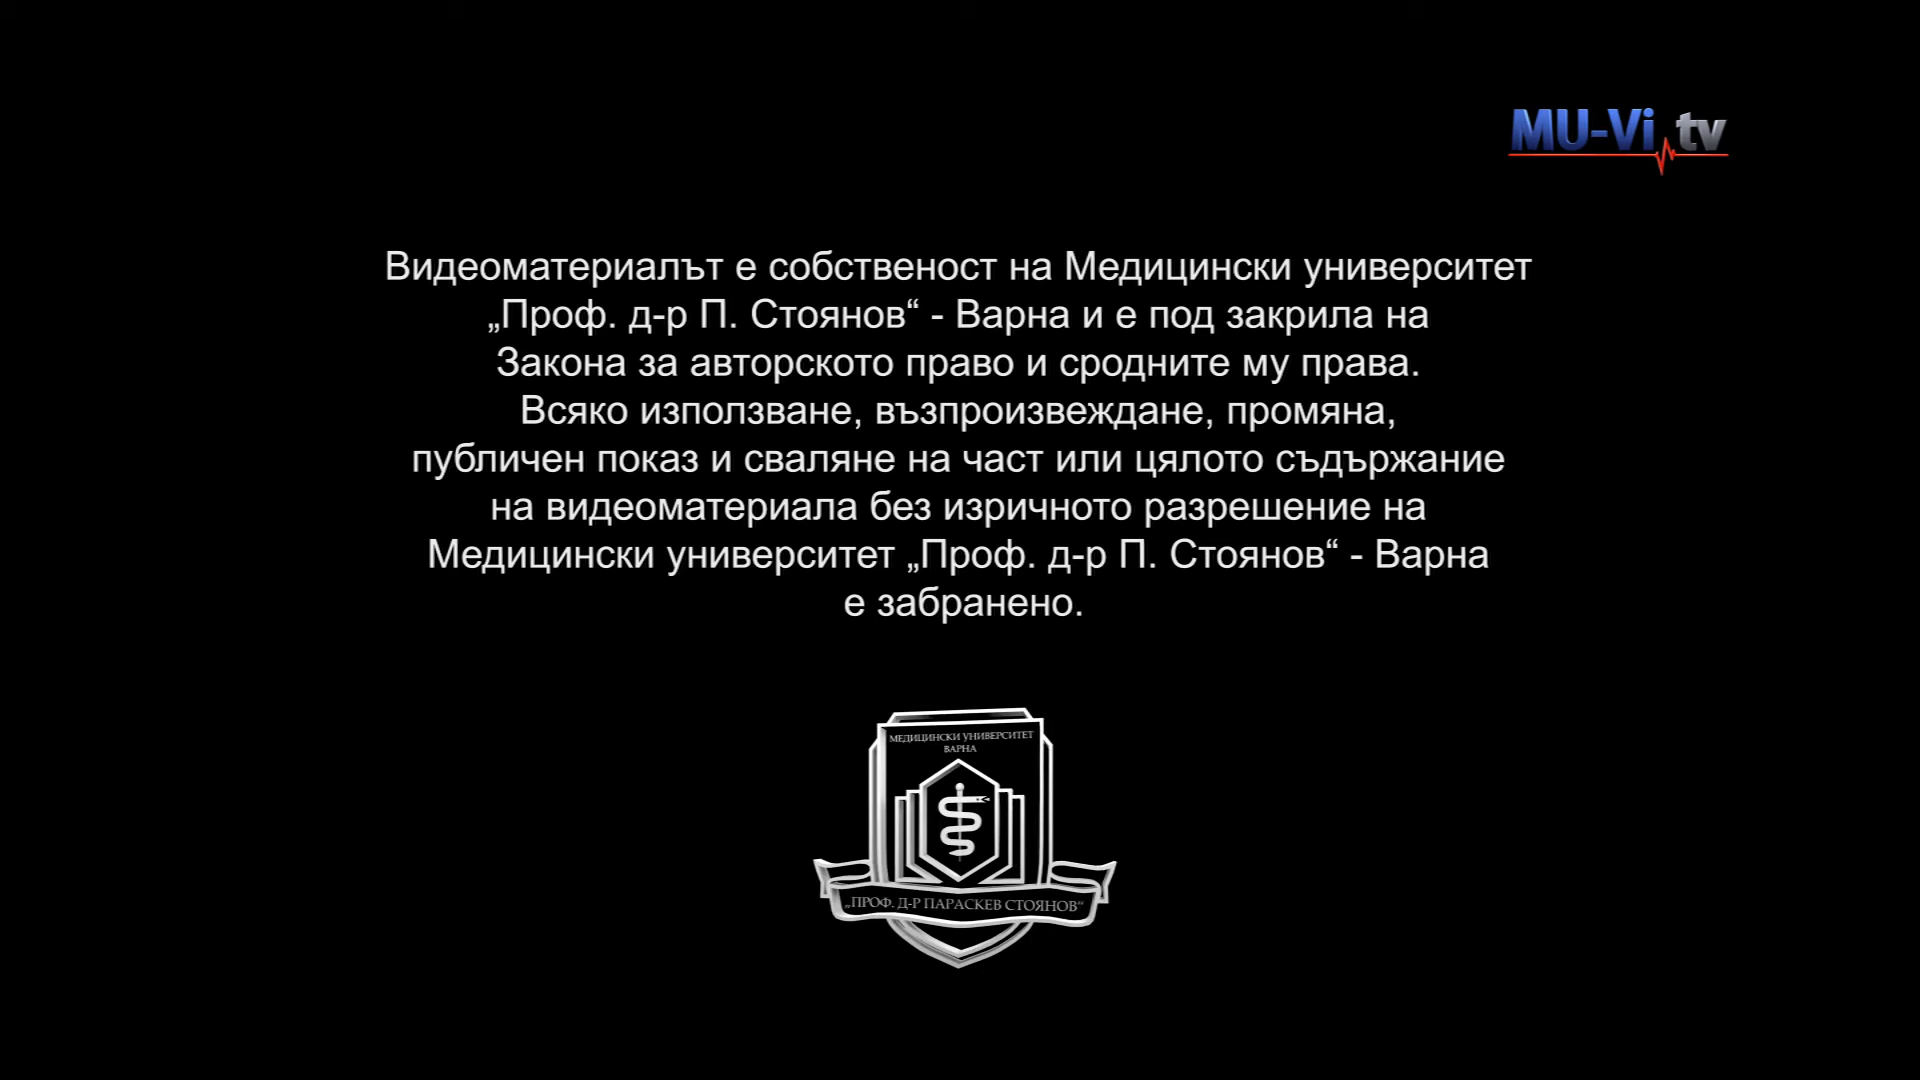 MU-Vi.tv
Видеоматериалът е собственост на Медицински университет
„Проф. д-р П. Стоянов“ - Варна и е под закрила на
Закона за авторското право и сродните му права.
Всяко използване, възпроизвеждане, промяна,
публичен показ и сваляне на част или цялото съдържание
на видеоматериала без изричното разрешение на
Медицински университет „Проф. д-р П. Стоянов“ - Варна
е забранено.
МЕДИЦИНСКИ УНИВЕРСИТЕТ
ВАРНА
„ПРОФ. Д-Р ПАРАСКЕВ СТОЯНОВ“